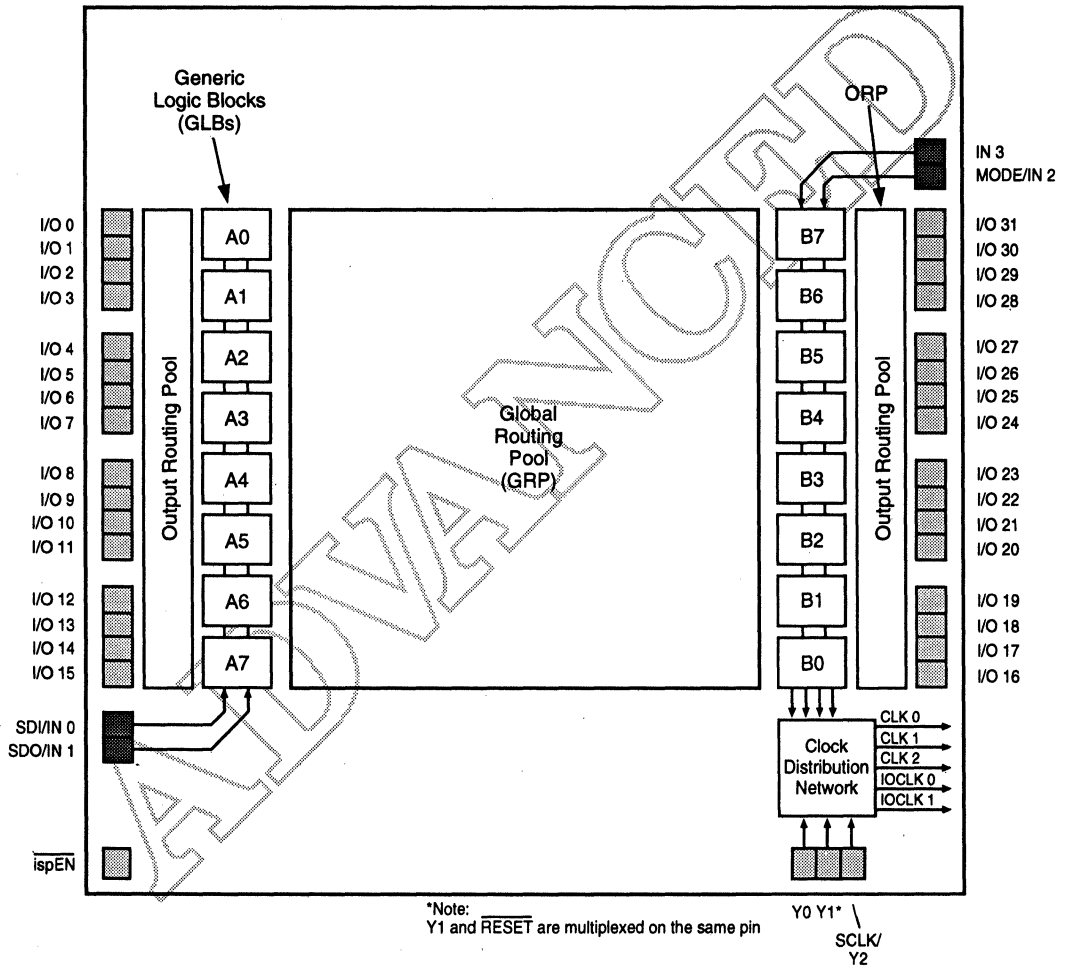 ADVANCED
Generic
Logic Blocks
(GLBs)
ORP
IN 3
MODE/IN 2
I/O 0
I/O 1
I/O 2
I/O 3
I/O 4
I/O 5
I/O 6
I/O 7
I/O 8
I/O 9
I/O 10
I/O 11
I/O 12
I/O 13
I/O 14
I/O 15
SDI/IN 0
SDO/IN 1
ispEN
Output Routing Pool
A0
A1
A2
A3
A4
A5
A6
A7
Global
Routing
Pool
(GRP)
B7
B6
B5
B4
B3
B2
B1
B0
Output Routing Pool
I/O 31
I/O 30
I/O 29
I/O 28
I/O 27
I/O 26
I/O 25
I/O 24
I/O 23
I/O 22
I/O 21
I/O 20
I/O 19
I/O 18
I/O 17
I/O 16
Clock
Distribution
Network
CLK 0
CLK 1
CLK 2
IOCLK 0
IOCLK 1
*Note:
Y1 and RESET are multiplexed on the same pin
Y0 Y1*
SCLK/
Y2